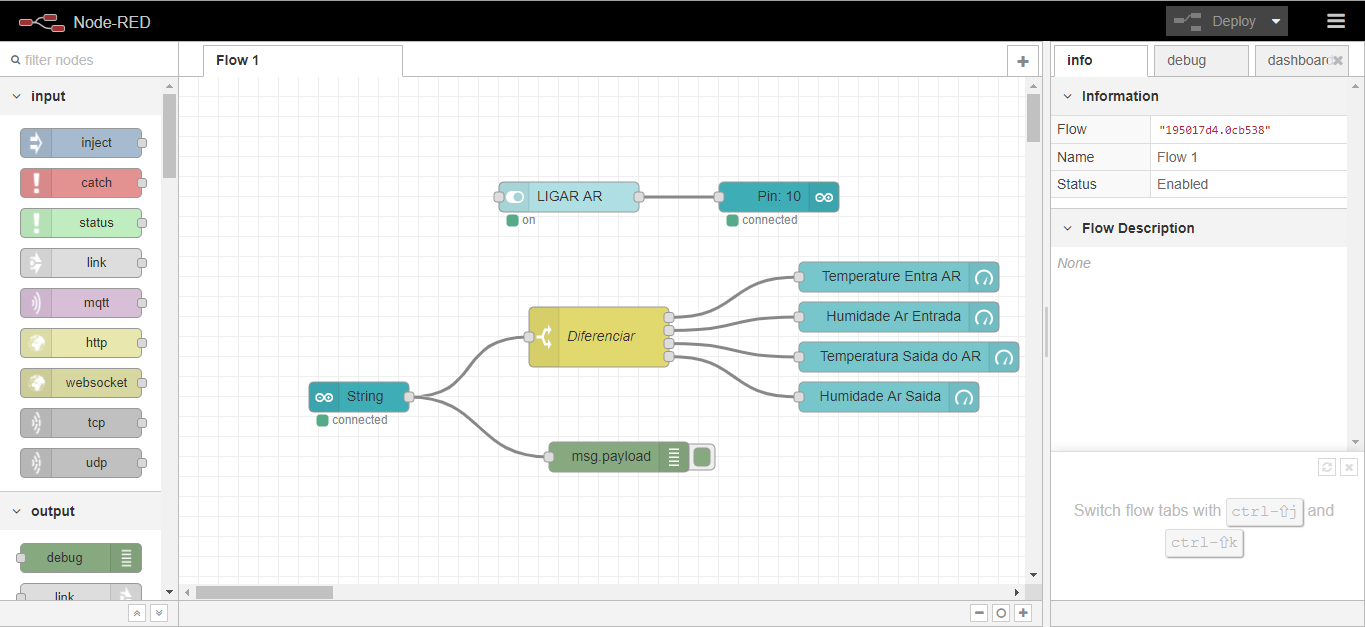 Node-RED
Deploy
filter nodes
Flow 1
info
debug
dashboard
input
inject
catch
status
link
mqtt
http
websocket
tcp
udp
output
debug
link
LIGAR AR
on
Pin: 10
connected
Temperature Entra AR
Humidade Ar Entrada
Diferenciar
Temperatura Saida do AR
String
connected
Humidade Ar Saida
msg.payload
Information
Flow "195017d4.0cb538"
Name Flow 1
Status Enabled
Flow Description
None
Switch flow tabs with ctrl-⇧j and
ctrl-⇧k